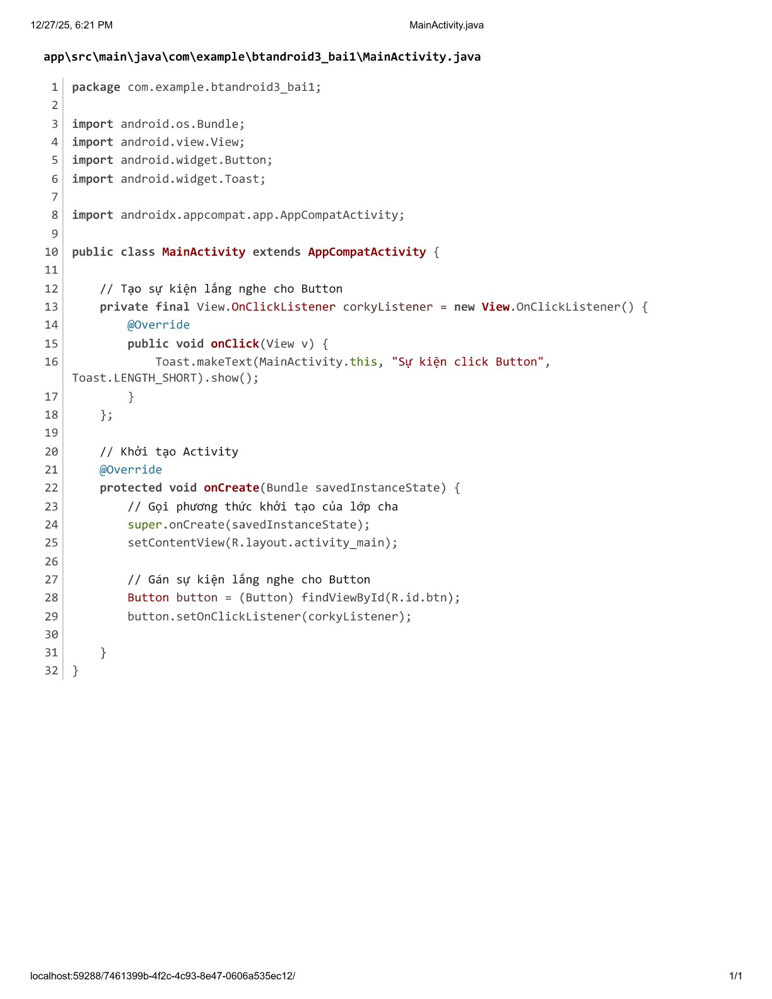 12/27/25, 6:21 PM MainActivity.java
app\src\main\java\com\example\btandroid3_bai1\MainActivity.java
1 package com.example.btandroid3_bai1;
2
3 import android.os.Bundle;
4 import android.view.View;
5 import android.widget.Button;
6 import android.widget.Toast;
7
8 import androidx.appcompat.app.AppCompatActivity;
9
10 public class MainActivity extends AppCompatActivity {
11
12     // Tạo sự kiện lắng nghe cho Button
13     private final View.OnClickListener corkyListener = new View.OnClickListener() {
14         @Override
15         public void onClick(View v) {
16             Toast.makeText(MainActivity.this, "Sự kiện click Button",
Toast.LENGTH_SHORT).show();
17         }
18     };
19
20     // Khởi tạo Activity
21     @Override
22     protected void onCreate(Bundle savedInstanceState) {
23         // Gọi phương thức khởi tạo của lớp cha
24         super.onCreate(savedInstanceState);
25         setContentView(R.layout.activity_main);
26
27         // Gán sự kiện lắng nghe cho Button
28         Button button = (Button) findViewById(R.id.btn);
29         button.setOnClickListener(corkyListener);
30
31     }
32 }
localhost:59288/7461399b-4f2c-4c93-8e47-0606a535ec12/ 1/1